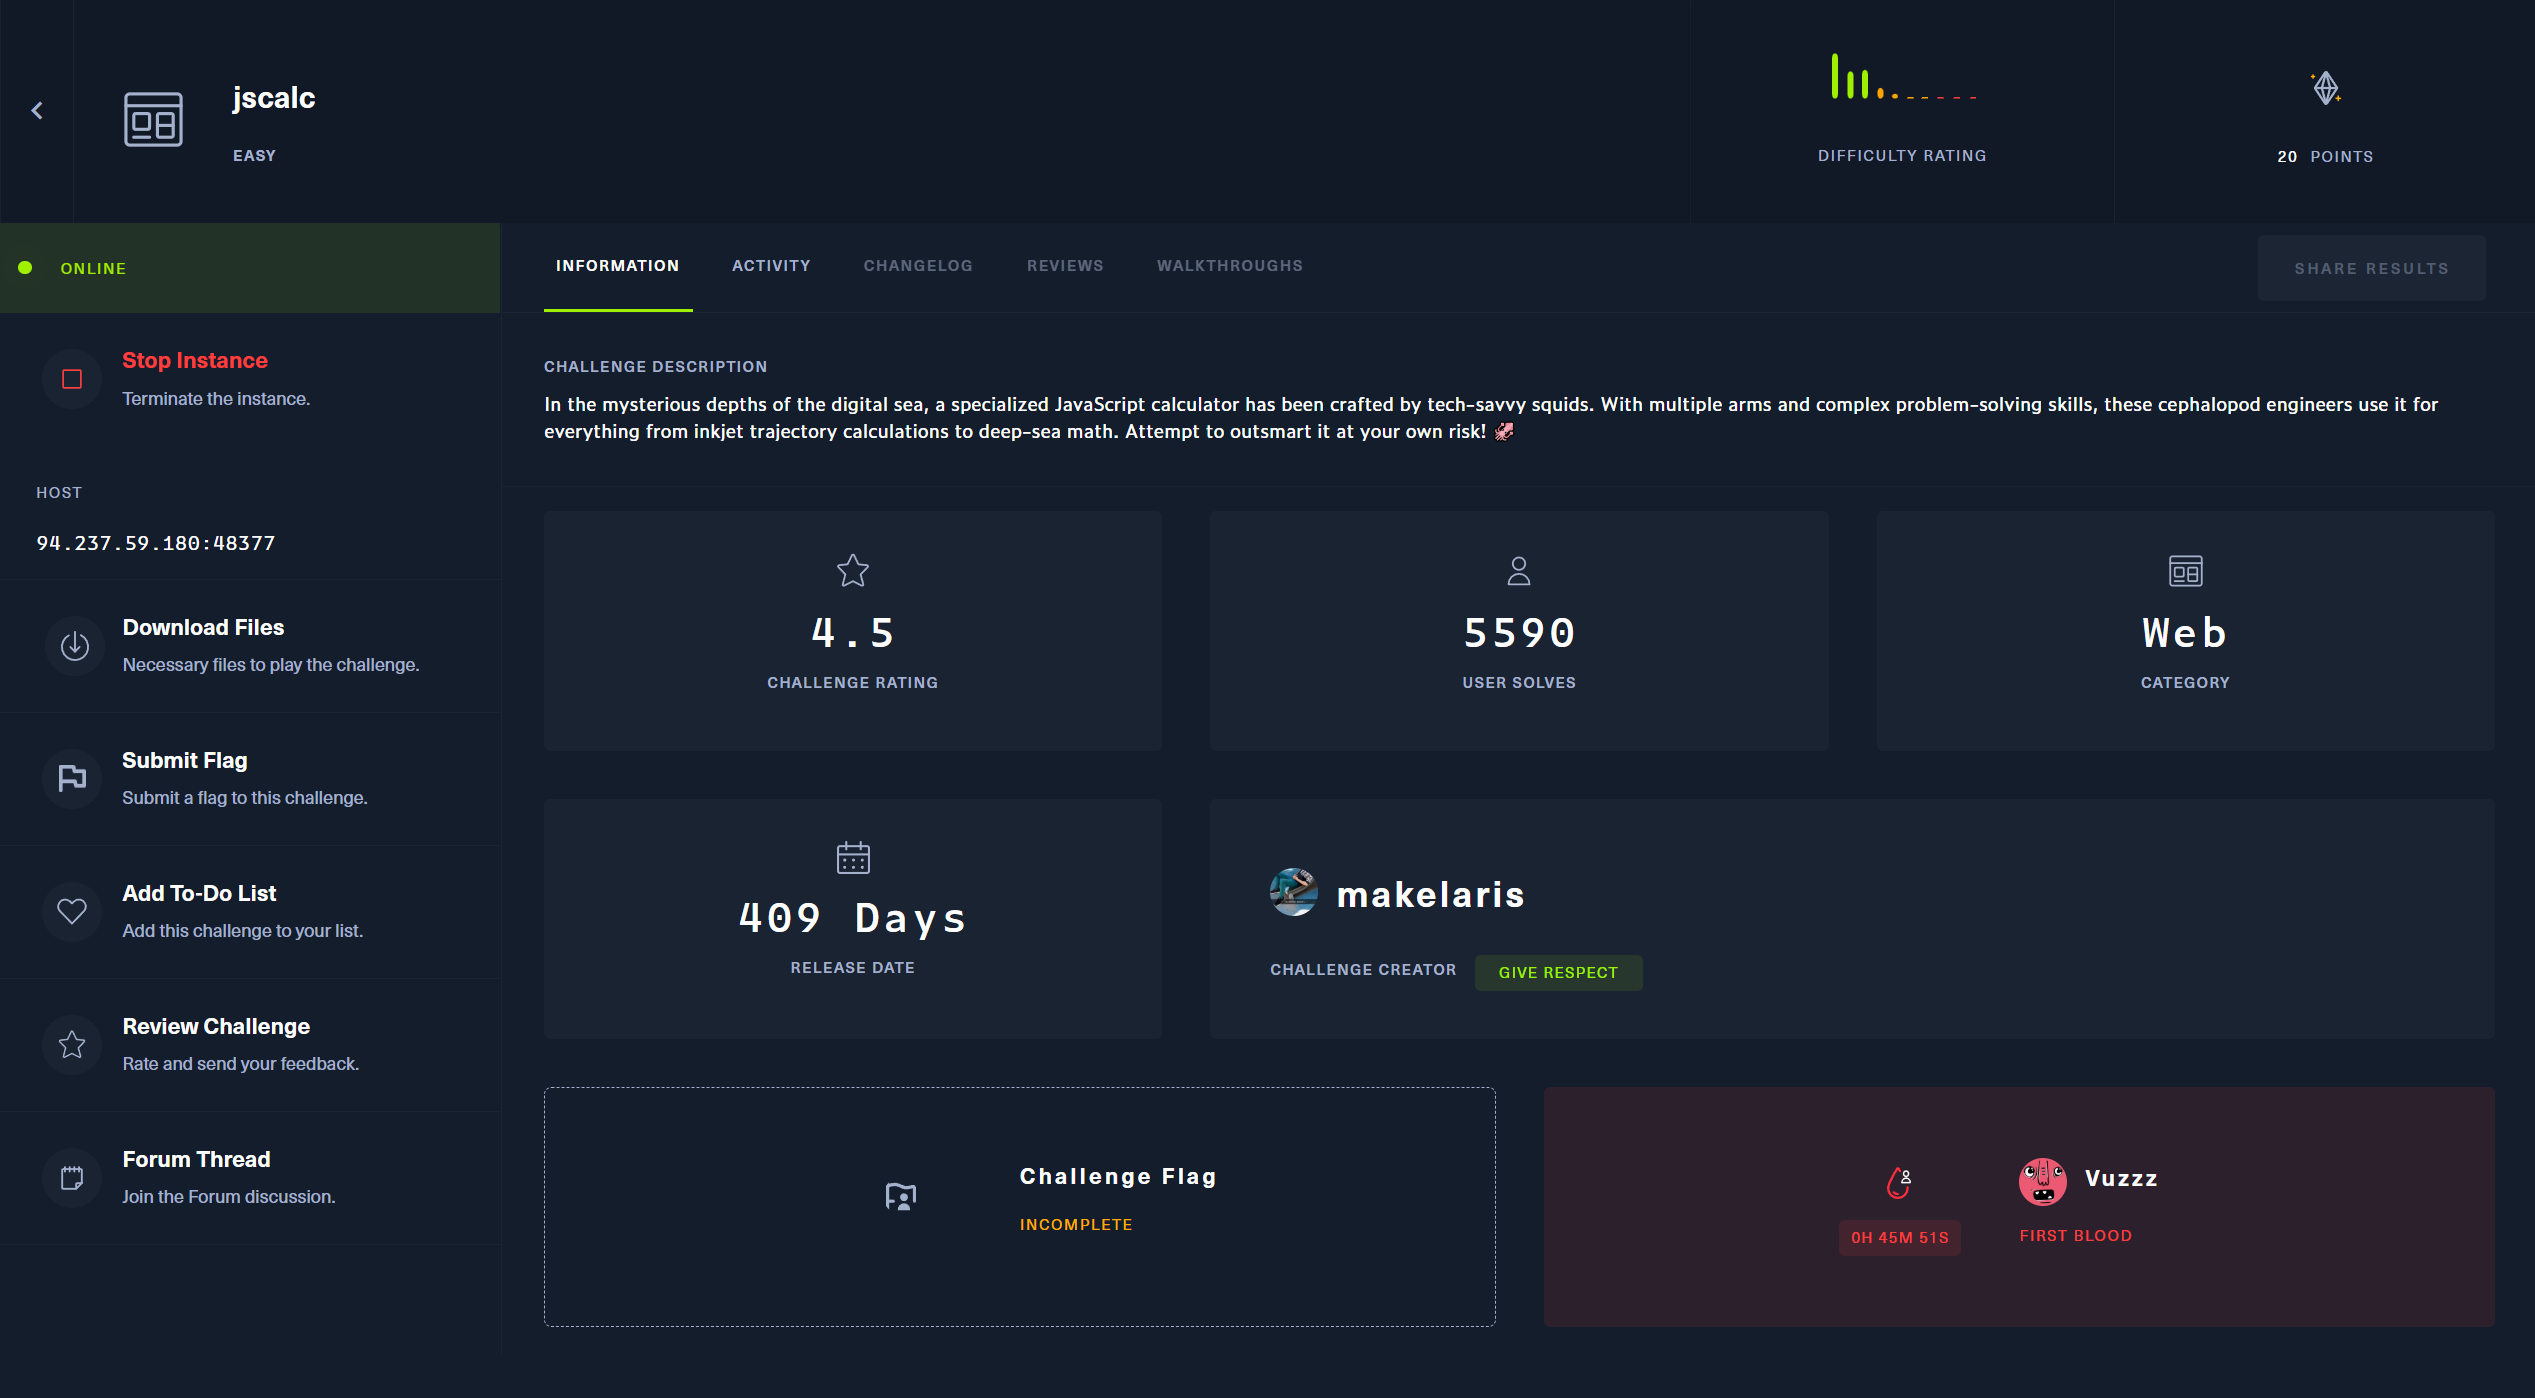 jscalc
EASY
DIFFICULTY RATING
20 POINTS
ONLINE
Stop Instance
Terminate the instance.
HOST
94.237.59.180:48377
Download Files
Necessary files to play the challenge.
Submit Flag
Submit a flag to this challenge.
Add To-Do List
Add this challenge to your list.
Review Challenge
Rate and send your feedback.
Forum Thread
Join the Forum discussion.
INFORMATION
ACTIVITY
CHANGELOG
REVIEWS
WALKTHROUGHS
SHARE RESULTS
CHALLENGE DESCRIPTION
In the mysterious depths of the digital sea, a specialized JavaScript calculator has been crafted by tech-savvy squids. With multiple arms and complex problem-solving skills, these cephalopod engineers use it for
everything from inkjet trajectory calculations to deep-sea math. Attempt to outsmart it at your own risk! 🦑
4.5
CHALLENGE RATING
5590
USER SOLVES
Web
CATEGORY
409 Days
RELEASE DATE
makelaris
CHALLENGE CREATOR
GIVE RESPECT
Challenge Flag
INCOMPLETE
0H 45M 51S
Vuzzz
FIRST BLOOD